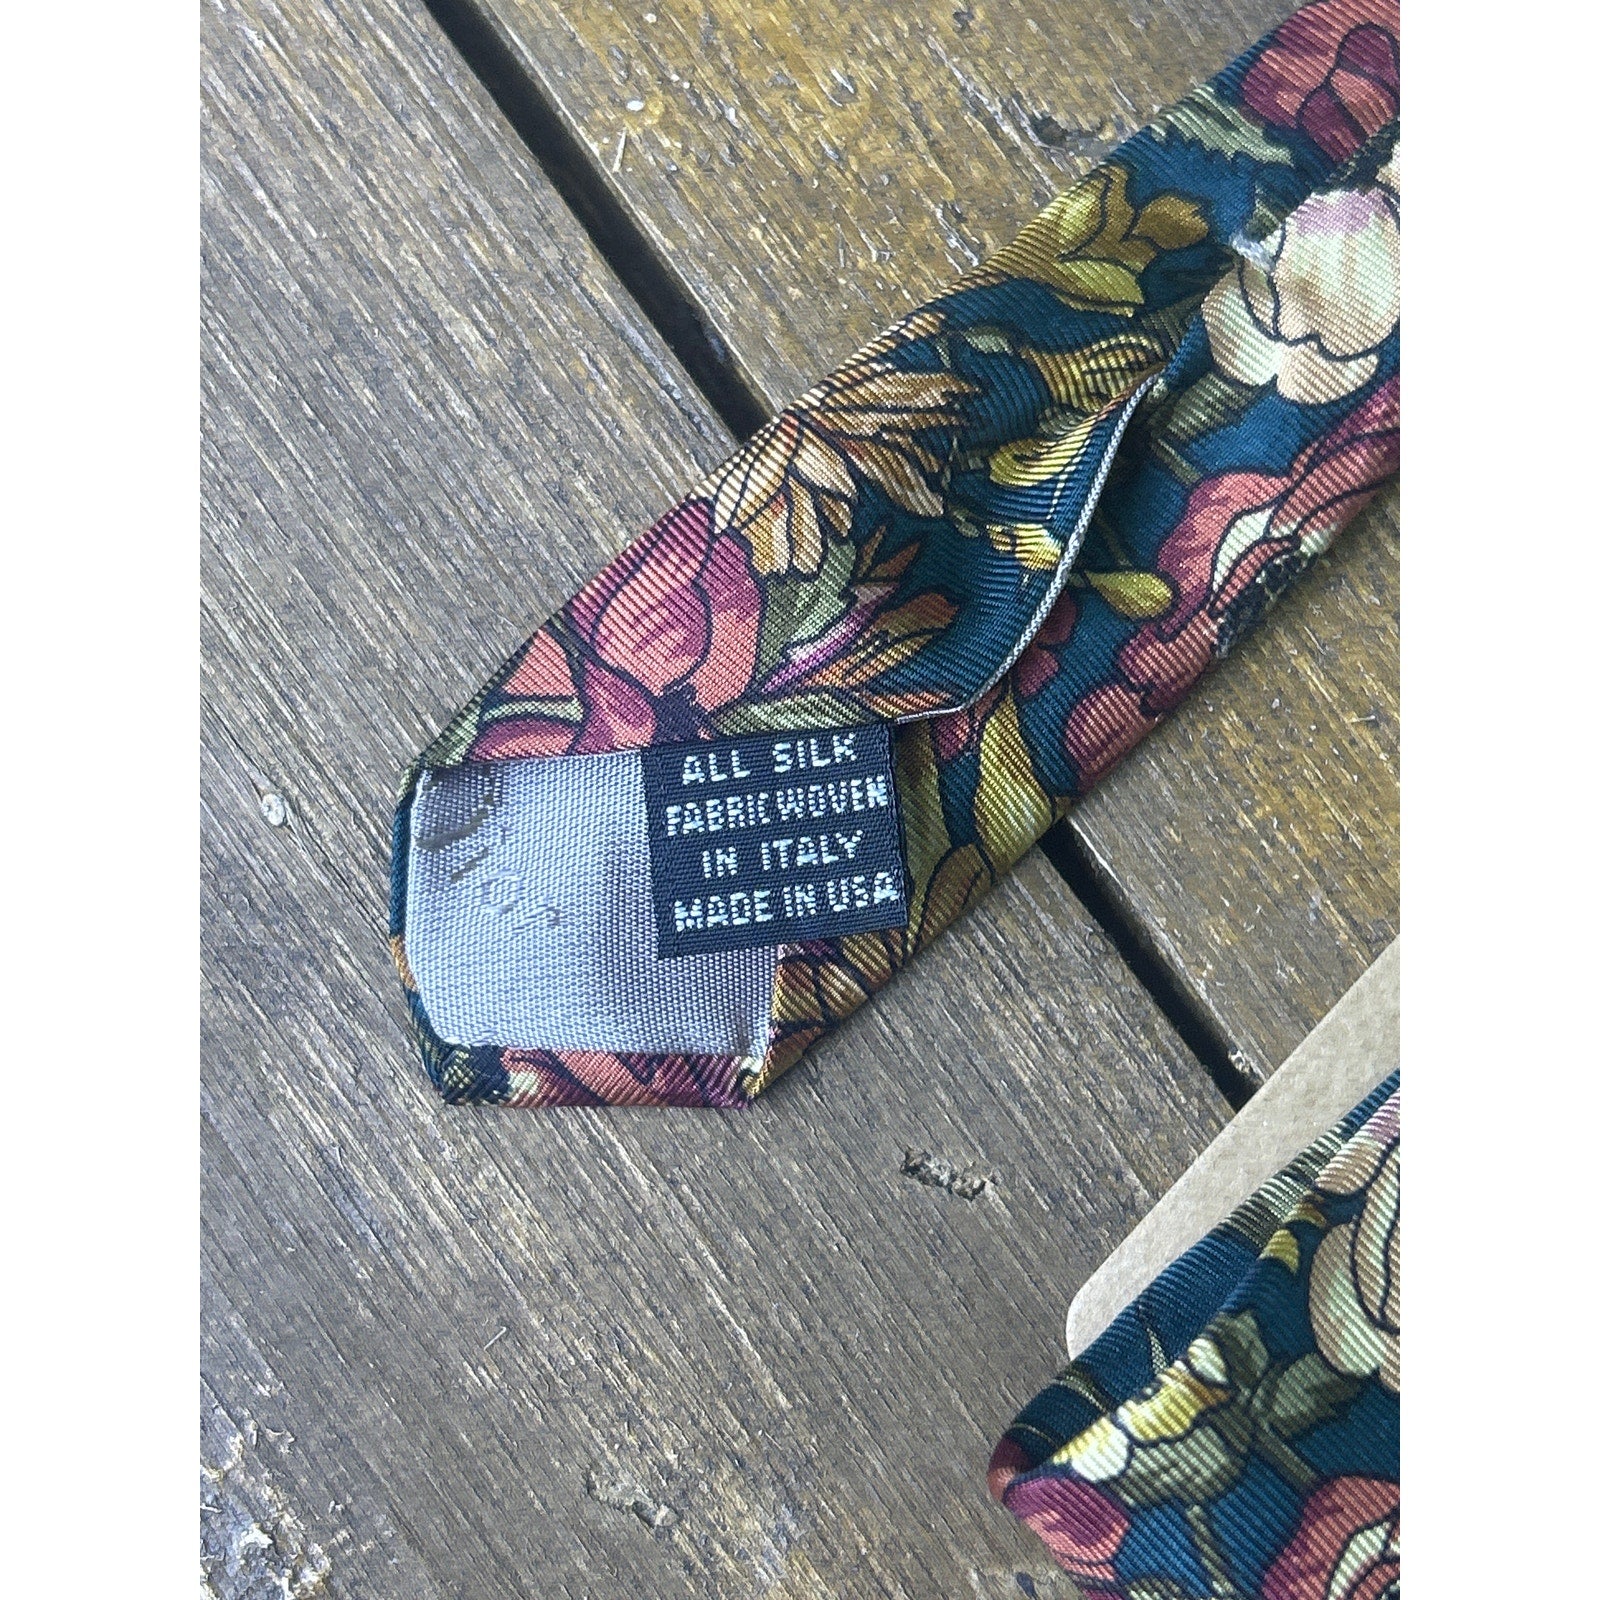 ALL SILK
FABRIC WOVEN
IN ITALY
MADE IN USA